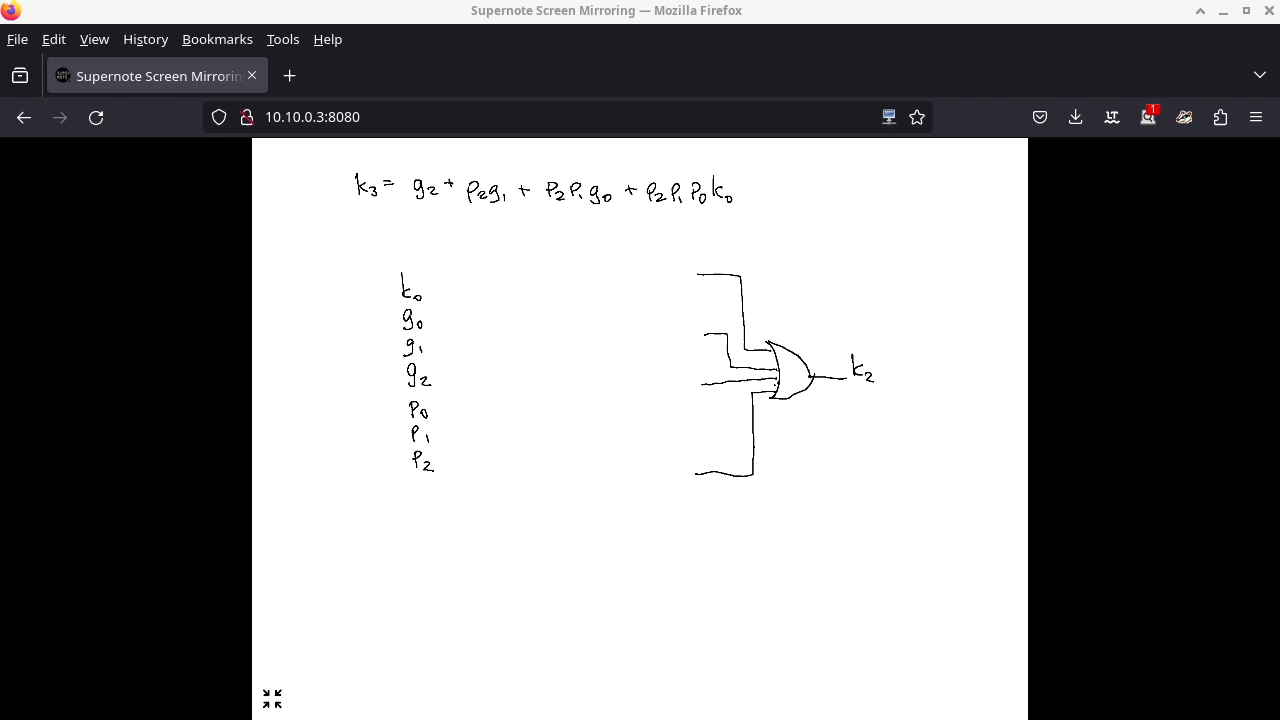 Supernote Screen Mirroring — Mozilla Firefox
File Edit View History Bookmarks Tools Help
Supernote Screen Mirrorin
10.10.0.3:8080
1
k₃ = g₂ + p₂g₁ + p₂p₁g₀ + p₂p₁p₀k₀
k₀
g₀
g₁
g₂
k₂
p₀
p₁
p₂